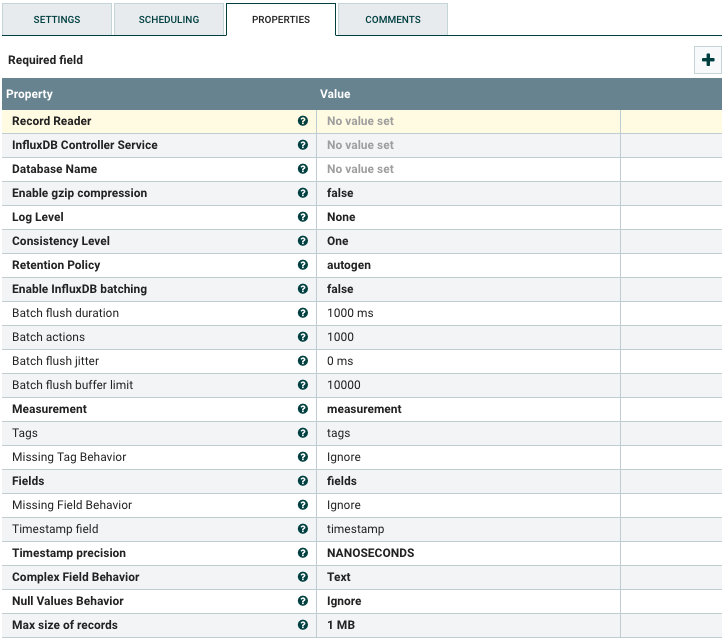 SETTINGS SCHEDULING PROPERTIES COMMENTS
Required field
Property Value
Record Reader No value set
InfluxDB Controller Service No value set
Database Name No value set
Enable gzip compression false
Log Level None
Consistency Level One
Retention Policy autogen
Enable InfluxDB batching false
Batch flush duration 1000 ms
Batch actions 1000
Batch flush jitter 0 ms
Batch flush buffer limit 10000
Measurement measurement
Tags tags
Missing Tag Behavior Ignore
Fields fields
Missing Field Behavior Ignore
Timestamp field timestamp
Timestamp precision NANOSECONDS
Complex Field Behavior Text
Null Values Behavior Ignore
Max size of records 1 MB